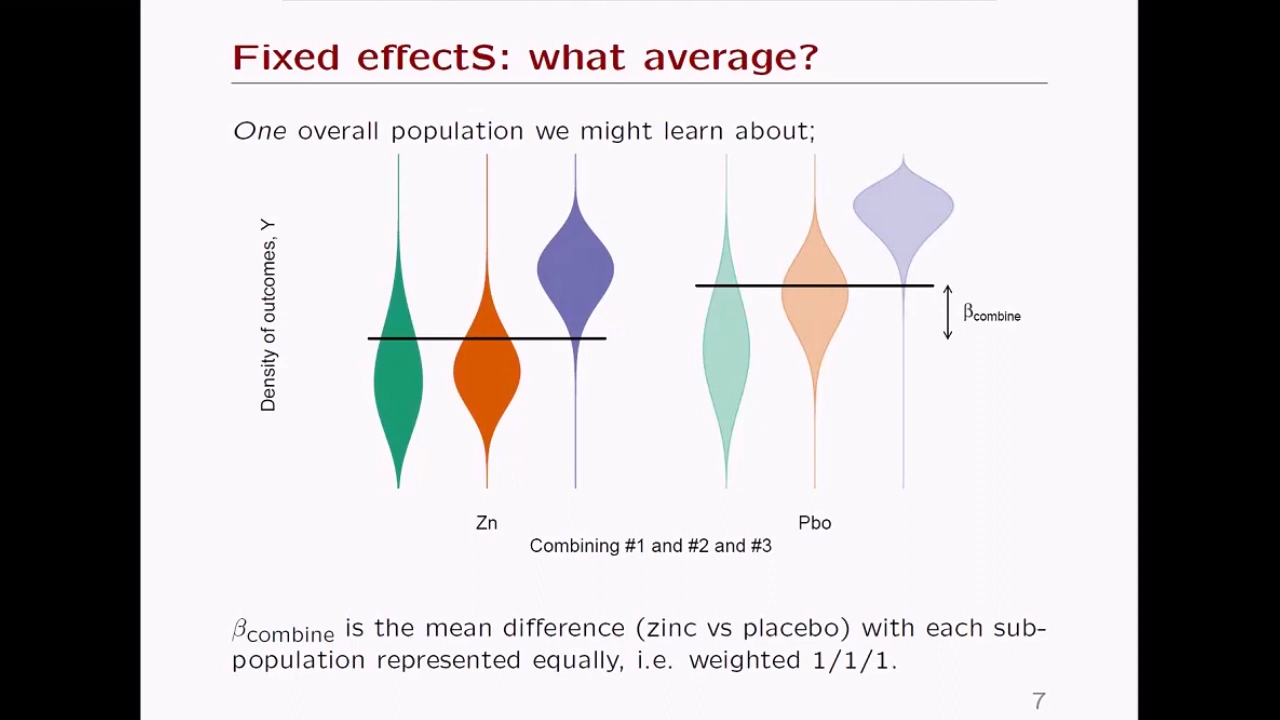 Fixed effectS: what average?
One overall population we might learn about;
Density of outcomes, Y
βcombine
Zn
Pbo
Combining #1 and #2 and #3
βcombine is the mean difference (zinc vs placebo) with each sub-
population represented equally, i.e. weighted 1/1/1.
7